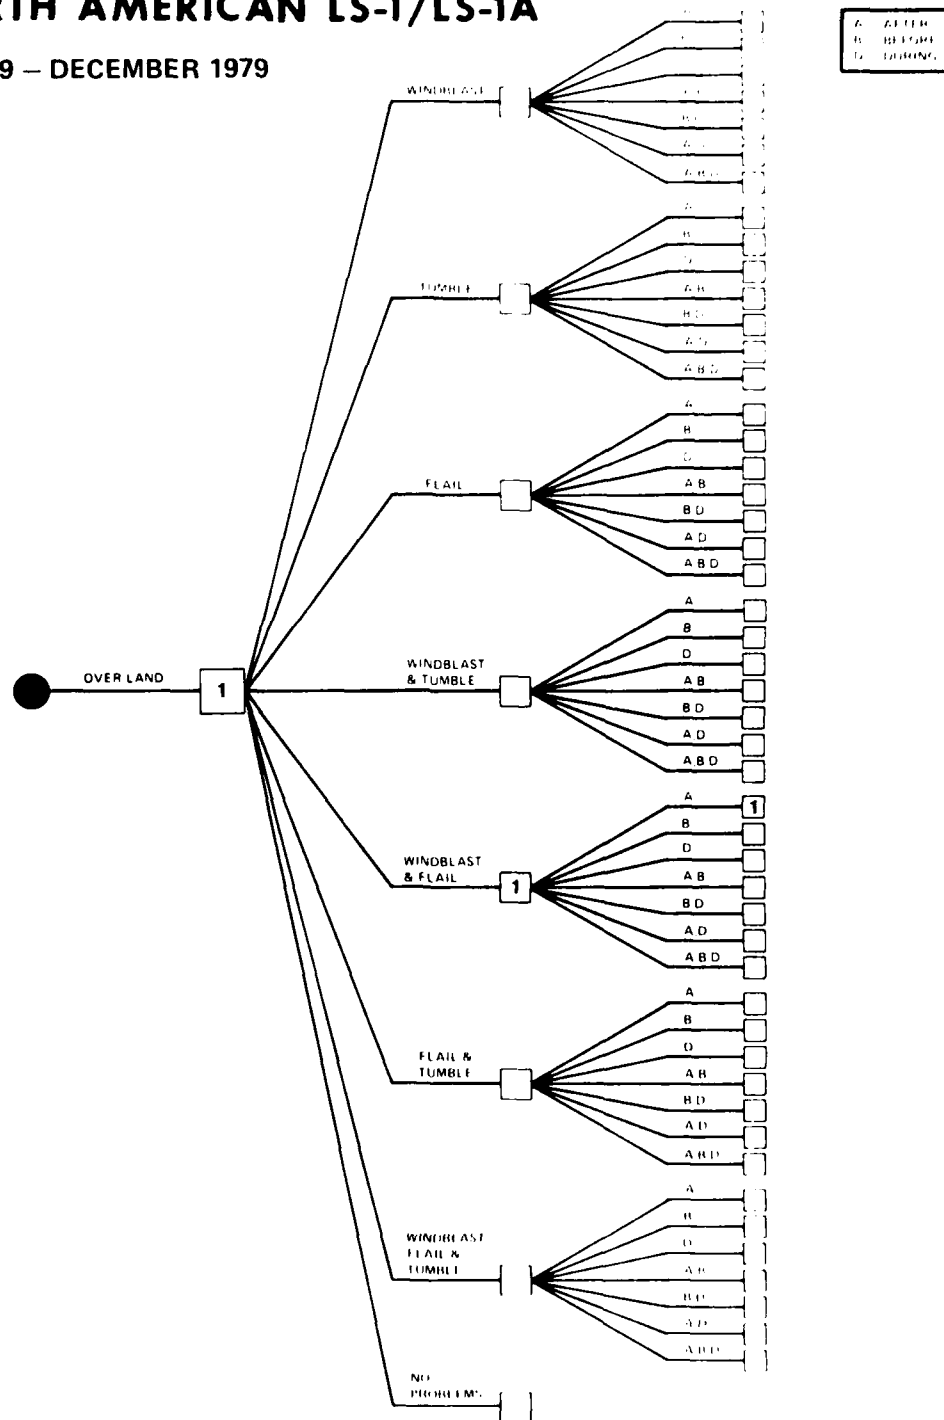 RTH AMERICAN LS-1/LS-1A
9 – DECEMBER 1979
A AFTER
B BEFORE
D DURING
WINDBLAST
A B D
TUMBLE
A
B
D
A B
B D
A D
A B D
FLAIL
A
B
D
A B
B D
A D
A B D
OVER LAND
1
WINDBLAST
& TUMBLE
A
B
D
A B
B D
A D
A B D
WINDBLAST
& FLAIL
1
A
1
B
D
A B
B D
A D
A B D
FLAIL &
TUMBLE
A
B
D
A B
B D
A D
A B D
WINDBLAST
FLAIL &
TUMBLE
A
B
D
A B
B D
A D
A B D
NO
PROBLEMS